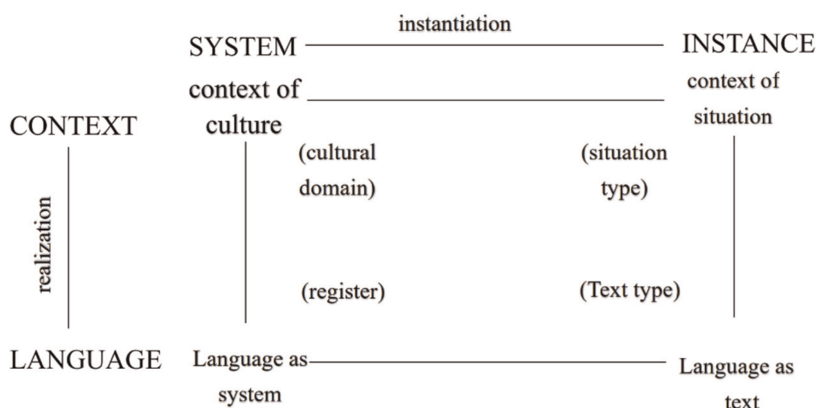 instantiation
SYSTEM
INSTANCE
context of
culture
context of
situation
CONTEXT
(cultural
domain)
(situation
type)
realization
(register)
(Text type)
LANGUAGE
Language as
system
Language as
text